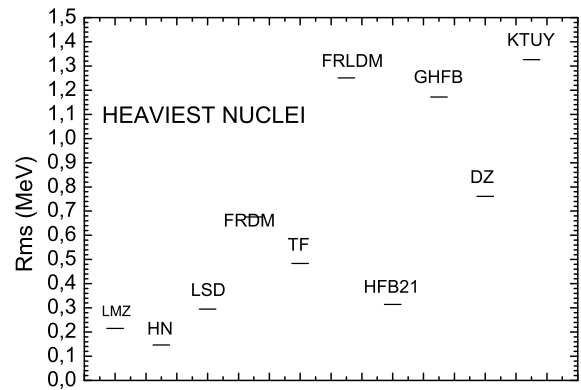 1,5
KTUY
1,4
FRLDM
1,3
GHFB
1,2
HEAVIEST NUCLEI
1,1
1,0
0,9
DZ
0,8
0,7
FRDM
0,6
TF
0,5
HFB21
0,4
LSD
0,3
LMZ
HN
0,2
0,1
0,0
Rms (MeV)